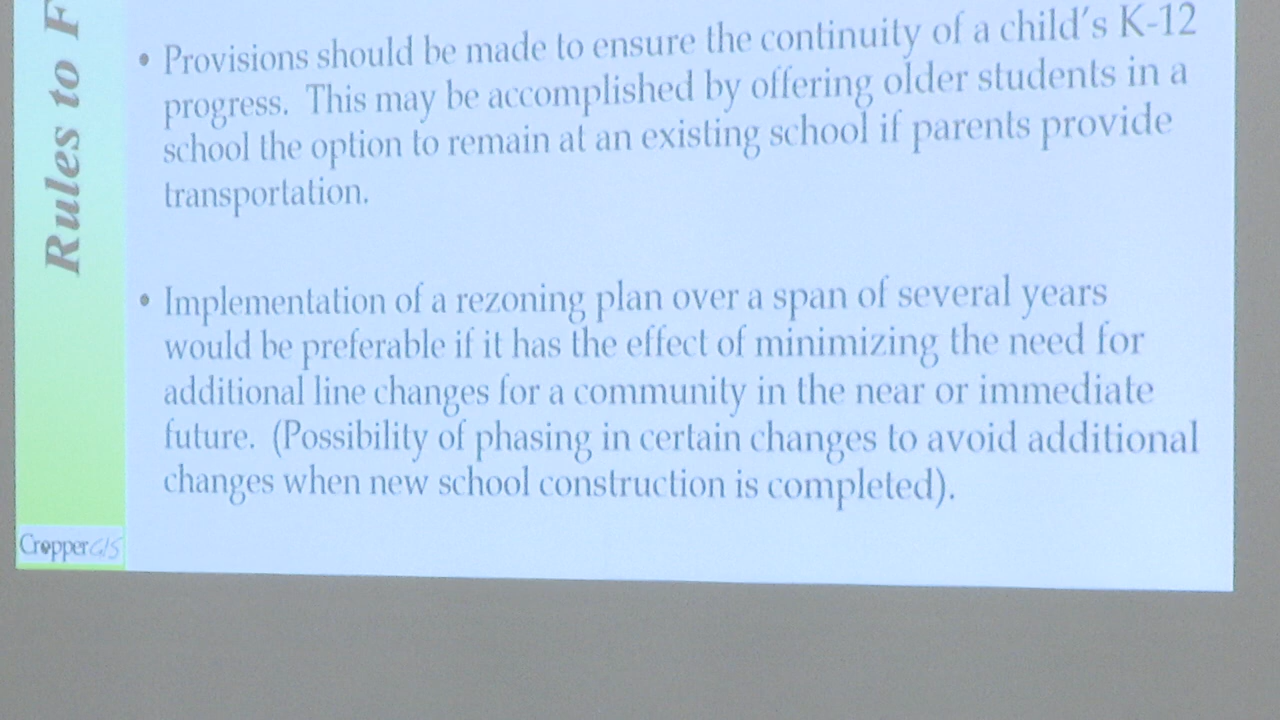 Rules to F
• Provisions should be made to ensure the continuity of a child's K-12
progress. This may be accomplished by offering older students in a
school the option to remain at an existing school if parents provide
transportation.
• Implementation of a rezoning plan over a span of several years
would be preferable if it has the effect of minimizing the need for
additional line changes for a community in the near or immediate
future. (Possibility of phasing in certain changes to avoid additional
changes when new school construction is completed).
CropperGIS